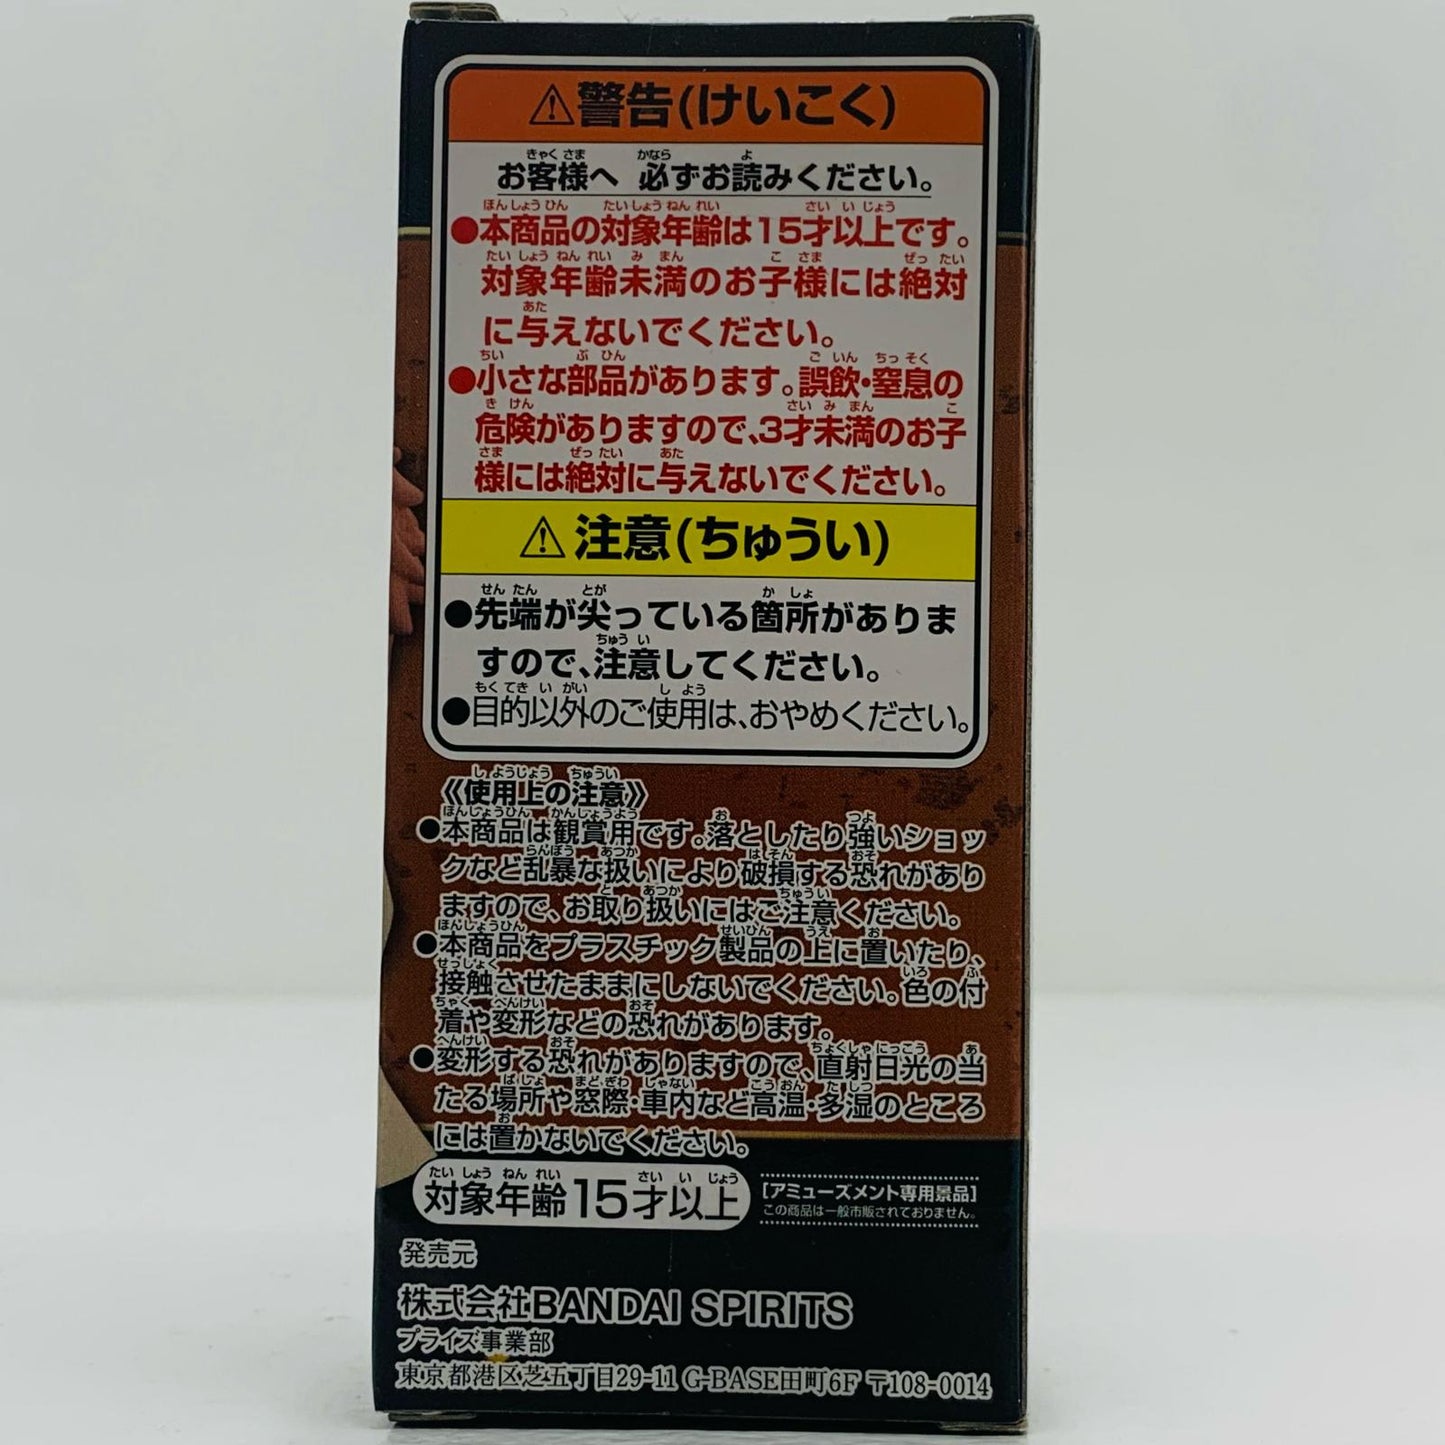 ⚠警告(けいこく)
お客様へ 必ずお読みください。
●本商品の対象年齢は15才以上です。
対象年齢未満のお子様には絶対
に与えないでください。
●小さな部品があります。誤飲・窒息の
危険がありますので、3才未満のお子
様には絶対に与えないでください。
⚠注意(ちゅうい)
●先端が尖っている箇所がありま
すので、注意してください。
●目的以外のご使用は、おやめください。
《使用上の注意》
●本商品は観賞用です。落としたり強いショッ
クなど乱暴な扱いにより破損する恐れがあり
ますので、お取り扱いにはご注意ください。
●本商品をプラスチック製品の上に置いたり、
接触させたままにしないでください。色の付
着や変形などの恐れがあります。
●変形する恐れがありますので、直射日光の当
たる場所や窓際・車内など高温・多湿のところ
には置かないでください。
対象年齢15才以上
[アミューズメント専用景品]
この商品は一般市販されておりません。
発売元
株式会社BANDAI SPIRITS
プライズ事業部
東京都港区芝五丁目29-11 G-BASE田町6F 〒108-0014